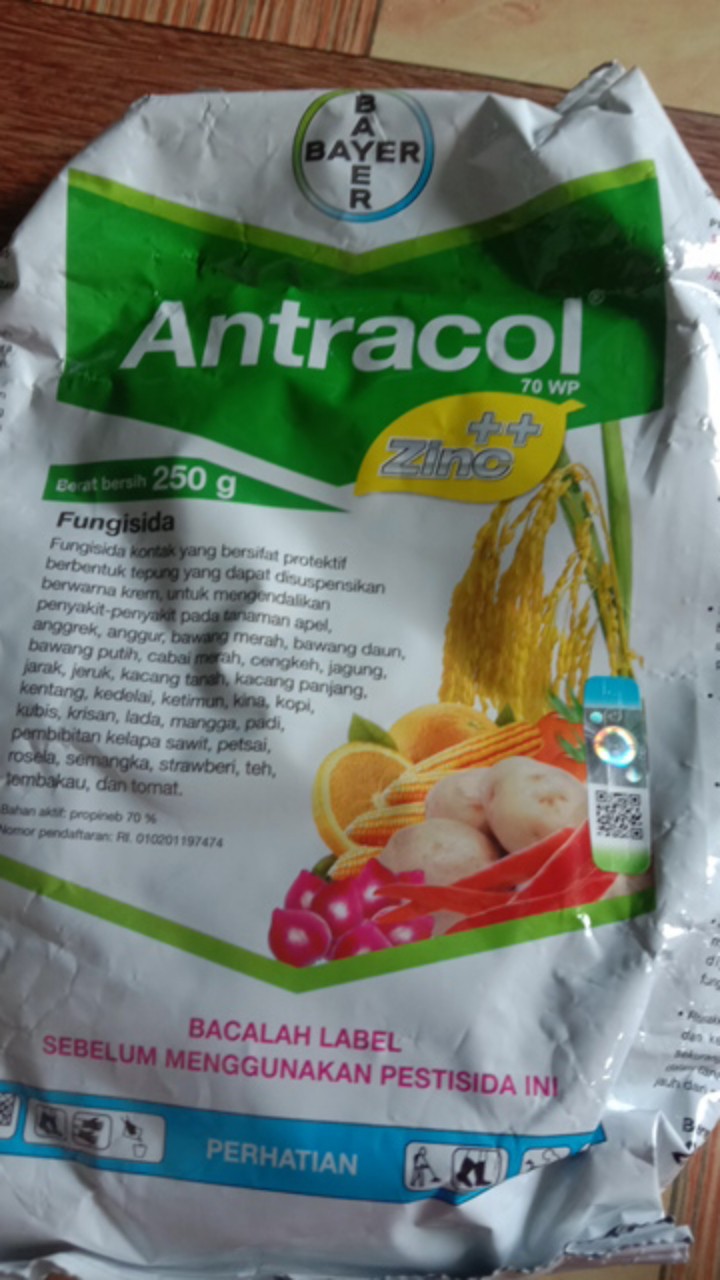 BAYER
BAYER
Antracol®
70 WP
Zinc++
Berat bersih 250 g
Fungisida
Fungisida kontak yang bersifat protektif
berbentuk tepung yang dapat disuspensikan
berwarna krem, untuk mengendalikan
penyakit-penyakit pada tanaman apel,
anggrek, anggur, bawang merah, bawang daun,
bawang putih, cabai merah, cengkeh, jagung,
jarak, jeruk, kacang tanah, kacang panjang,
kentang, kedelai, ketimun, kina, kopi,
kubis, krisan, lada, mangga, padi,
pembibitan kelapa sawit, petsai,
rosela, semangka, strawberi, teh,
tembakau, dan tomat.
Bahan aktif: propineb 70 %
Nomor pendaftaran: RI. 010201197474
BACALAH LABEL
SEBELUM MENGGUNAKAN PESTISIDA INI
PERHATIAN